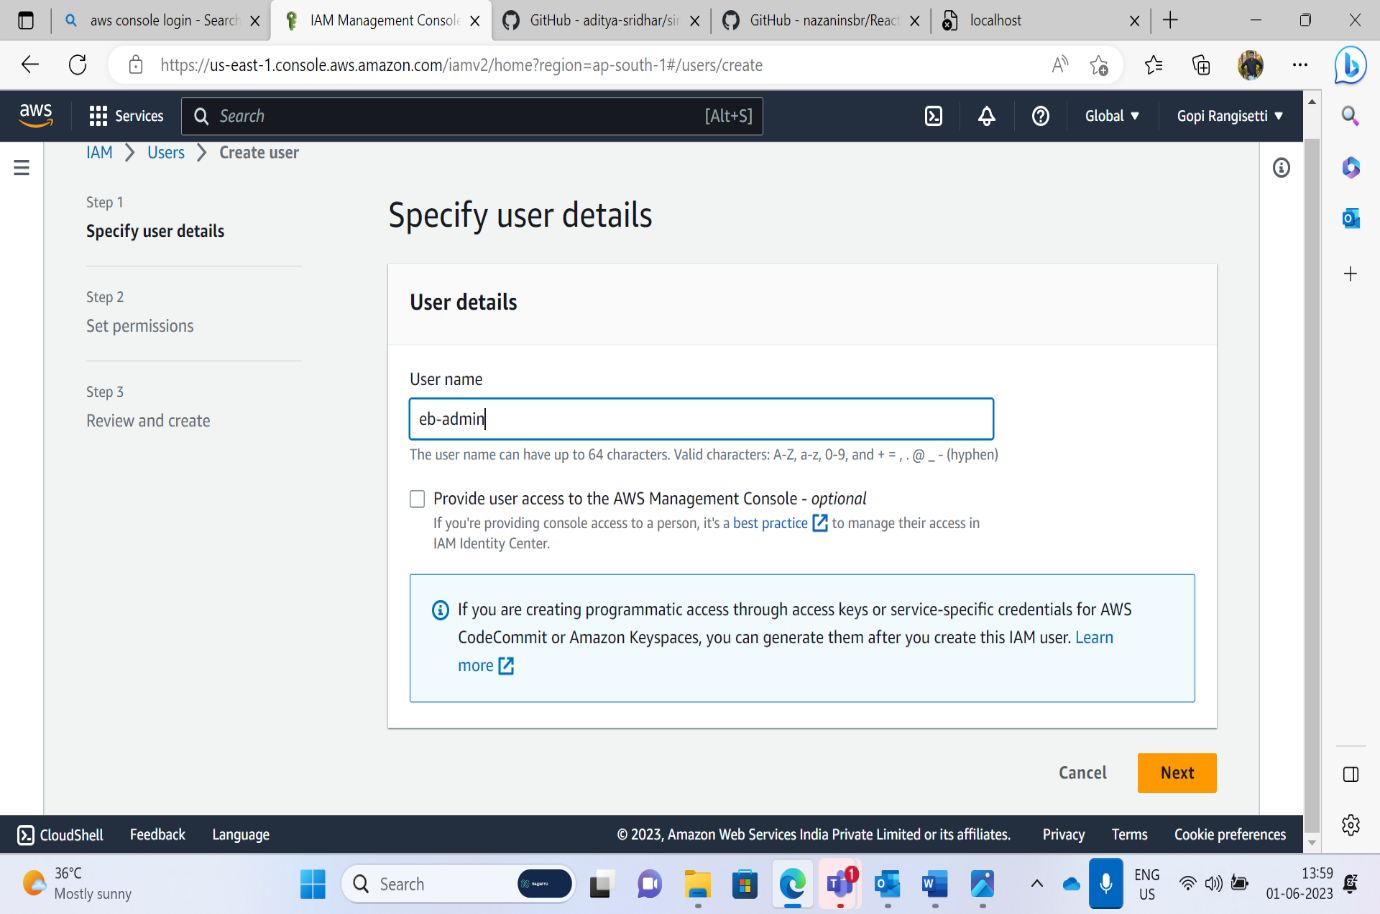 aws console login - Search
IAM Management Console
GitHub - aditya-sridhar/sim
GitHub - nazaninsbr/React
localhost
https://us-east-1.console.aws.amazon.com/iamv2/home?region=ap-south-1#/users/create
aws
Services
Search
[Alt+S]
Global
Gopi Rangisetti
IAM
Users
Create user
Step 1
Specify user details
Step 2
Set permissions
Step 3
Review and create
Specify user details
User details
User name
eb-admin
The user name can have up to 64 characters. Valid characters: A-Z, a-z, 0-9, and + = , . @ _ - (hyphen)
Provide user access to the AWS Management Console - optional
If you're providing console access to a person, it's a best practice to manage their access in
IAM Identity Center.
If you are creating programmatic access through access keys or service-specific credentials for AWS
CodeCommit or Amazon Keyspaces, you can generate them after you create this IAM user. Learn
more
Cancel
Next
CloudShell
Feedback
Language
© 2023, Amazon Web Services India Private Limited or its affiliates.
Privacy
Terms
Cookie preferences
36°C
Mostly sunny
Search
1
ENG
US
13:59
01-06-2023